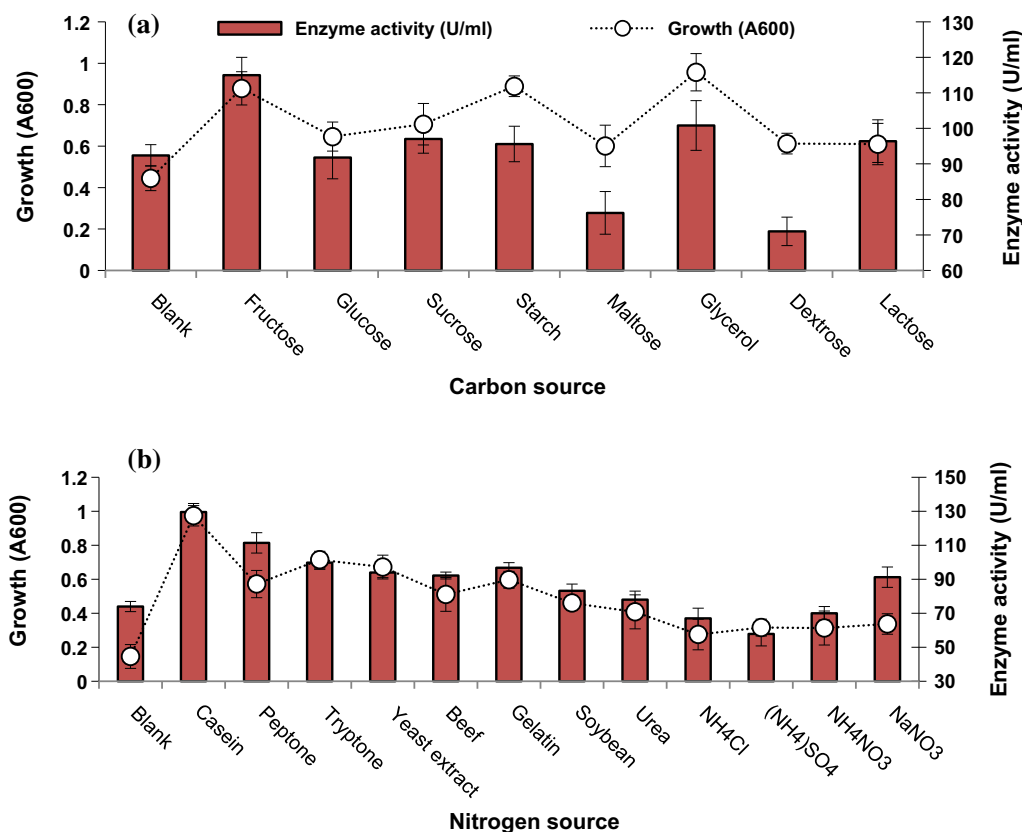 (a)
Enzyme activity (U/ml)
Growth (A600)
Growth (A600)
1.2
1
0.8
0.6
0.4
0.2
0
130
120
110
100
90
80
70
60
Enzyme activity (U/ml)
Blank
Fructose
Glucose
Sucrose
Starch
Maltose
Glycerol
Dextrose
Lactose
Carbon source
(b)
Growth (A600)
1.2
1
0.8
0.6
0.4
0.2
0
150
130
110
90
70
50
30
Enzyme activity (U/ml)
Blank
Casein
Peptone
Tryptone
Yeast extract
Beef
Gelatin
Soybean
Urea
NH4Cl
(NH4)SO4
NH4NO3
NaNO3
Nitrogen source